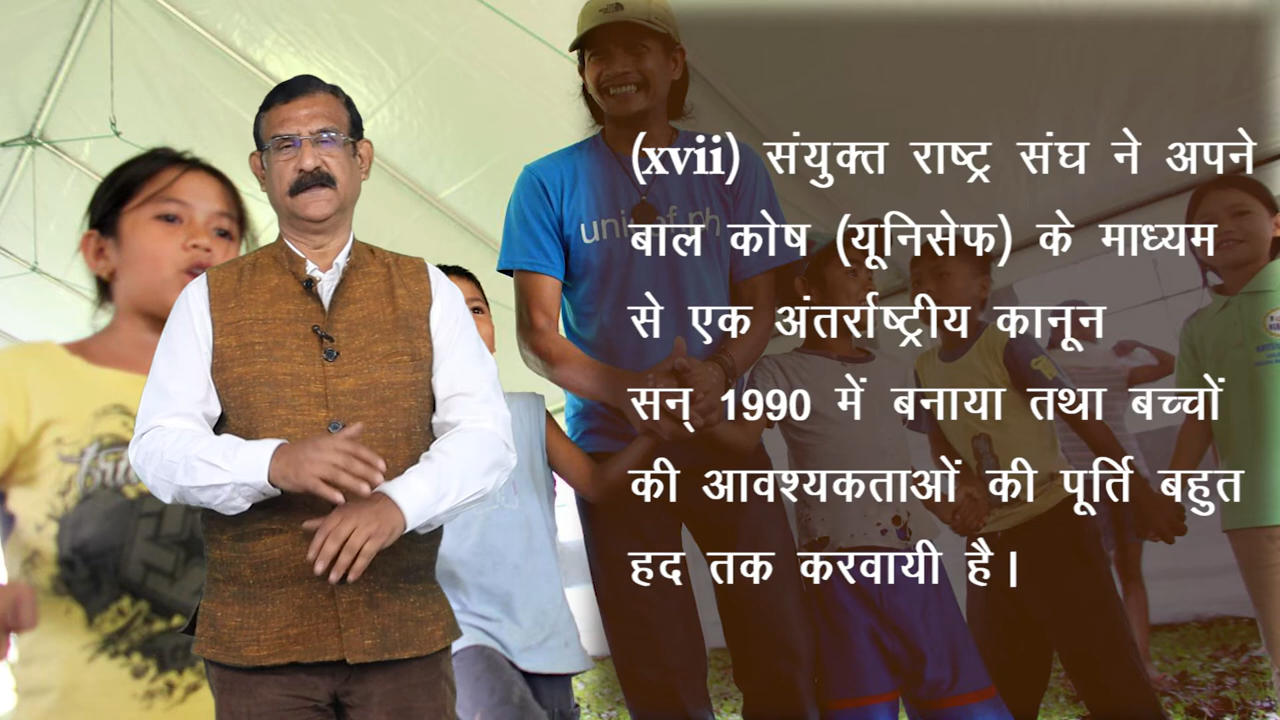 (xvii) संयुक्त राष्ट्र संघ ने अपने
बाल कोष (यूनिसेफ) के माध्यम
से एक अंतर्राष्ट्रीय कानून
सन् 1990 में बनाया तथा बच्चों
की आवश्यकताओं की पूर्ति बहुत
हद तक करवायी है।